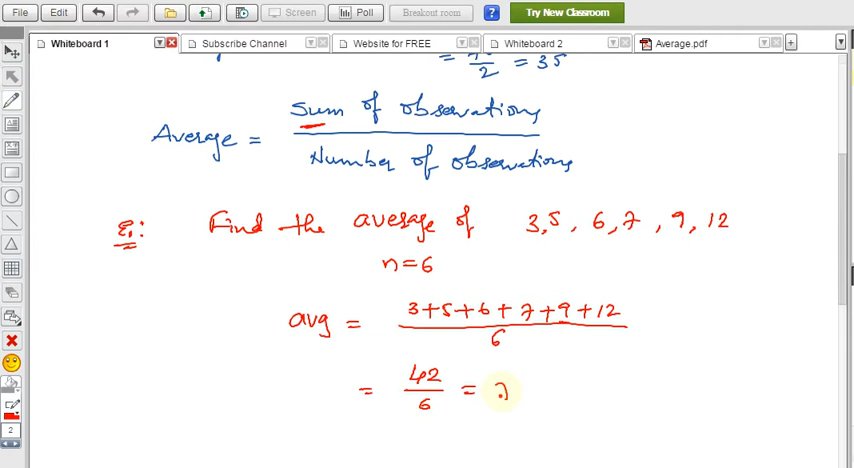 File Edit Screen Poll Breakout room ? Try New Classroom
Whiteboard 1 Subscribe Channel Website for FREE Whiteboard 2 Average.pdf +
2 = 35
Average = Sum of observations
Number of observations
E1: Find the average of 3,5, 6,7, 9, 12
n=6
avg = 3+5+6+7+9+12
6
= 42 =
6
2